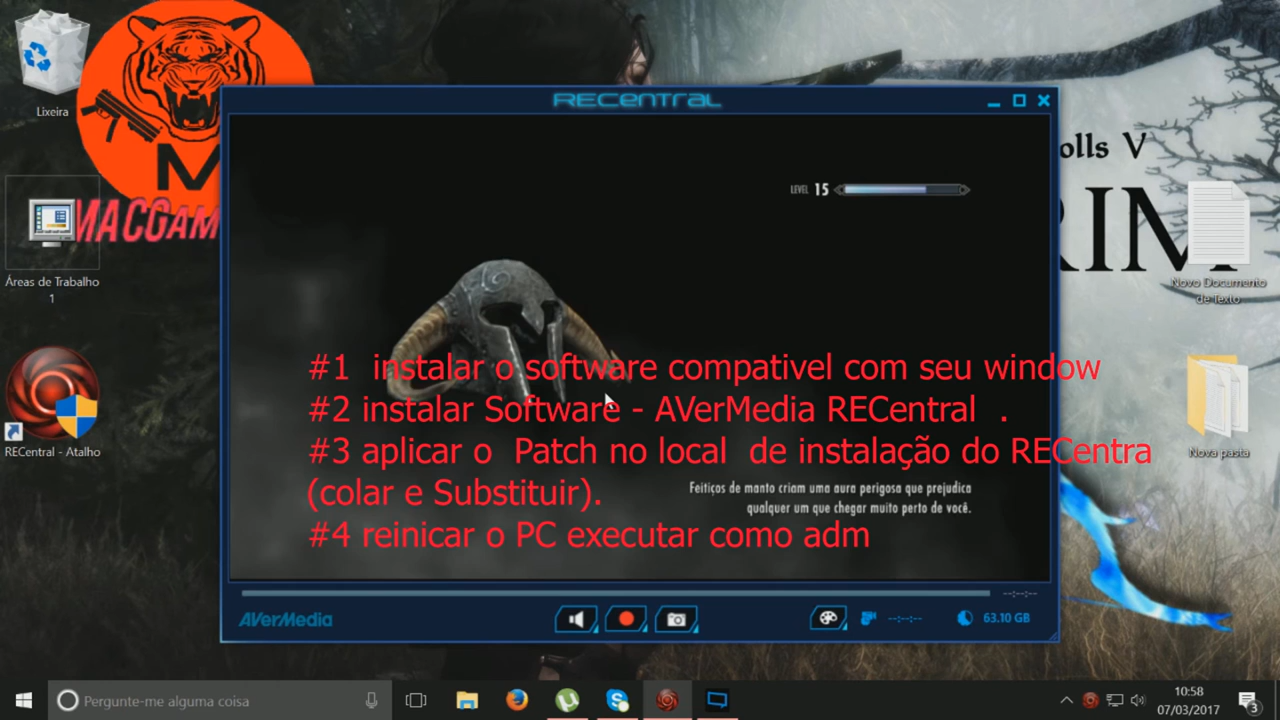 Lixeira
MACGam
Áreas de Trabalho
1
RECentral - Atalho
RECentral
LEVEL 15
olls V
RIM
Novo Documento
de Texto
Nova pasta
#1 instalar o software compativel com seu window
#2 instalar Software - AVerMedia RECentral .
#3 aplicar o Patch no local de instalação do RECentra
(colar e Substituir).
#4 reinicar o PC executar como adm
Feitiços de manto criam uma aura perigosa que prejudica
qualquer um que chegar muito perto de você.
--:--:--
AVerMedia
--:--:--
63.10 GB
Pergunte-me alguma coisa
10:58
07/03/2017
3